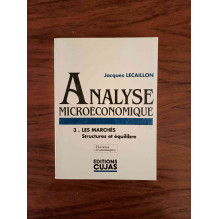 Jacques LECAILLON
ANALYSE
MICROECONOMIQUE
3. LES MARCHÉS
Structures et équilibre
EDITIONS
CUJAS